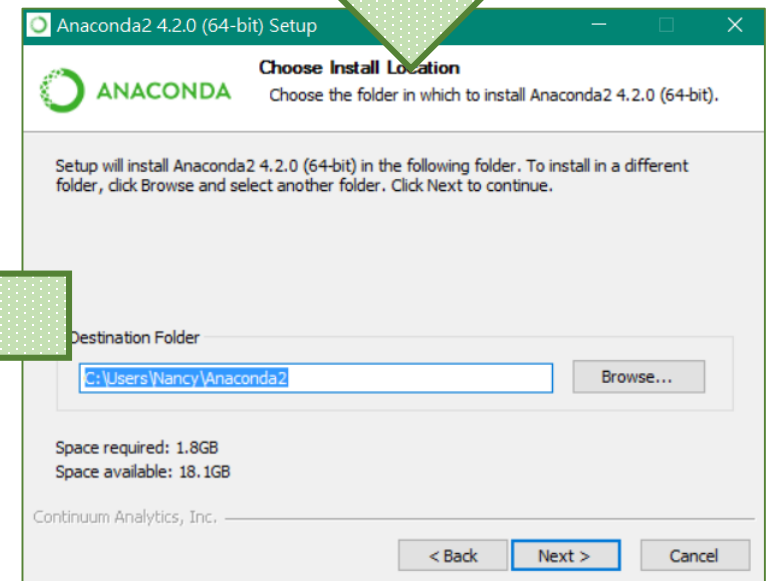 Anaconda2 4.2.0 (64-bit) Setup
ANACONDA
Choose Install Location
Choose the folder in which to install Anaconda2 4.2.0 (64-bit).
Setup will install Anaconda2 4.2.0 (64-bit) in the following folder. To install in a different
folder, click Browse and select another folder. Click Next to continue.
Destination Folder
C:\Users\Nancy\Anaconda2
Browse...
Space required: 1.8GB
Space available: 18.1GB
Continuum Analytics, Inc.
< Back
Next >
Cancel